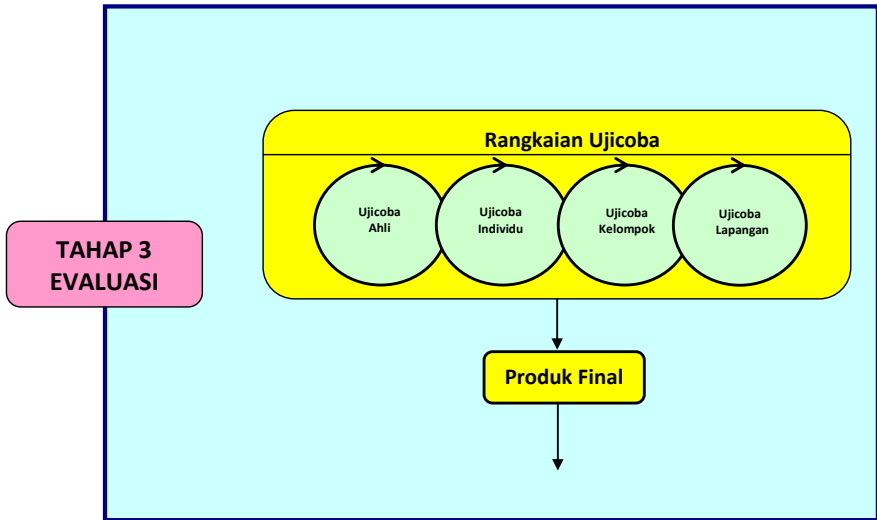 Rangkaian Ujicoba
Ujicoba
Ahli
Ujicoba
Individu
Ujicoba
Kelompok
Ujicoba
Lapangan
TAHAP 3
EVALUASI
Produk Final